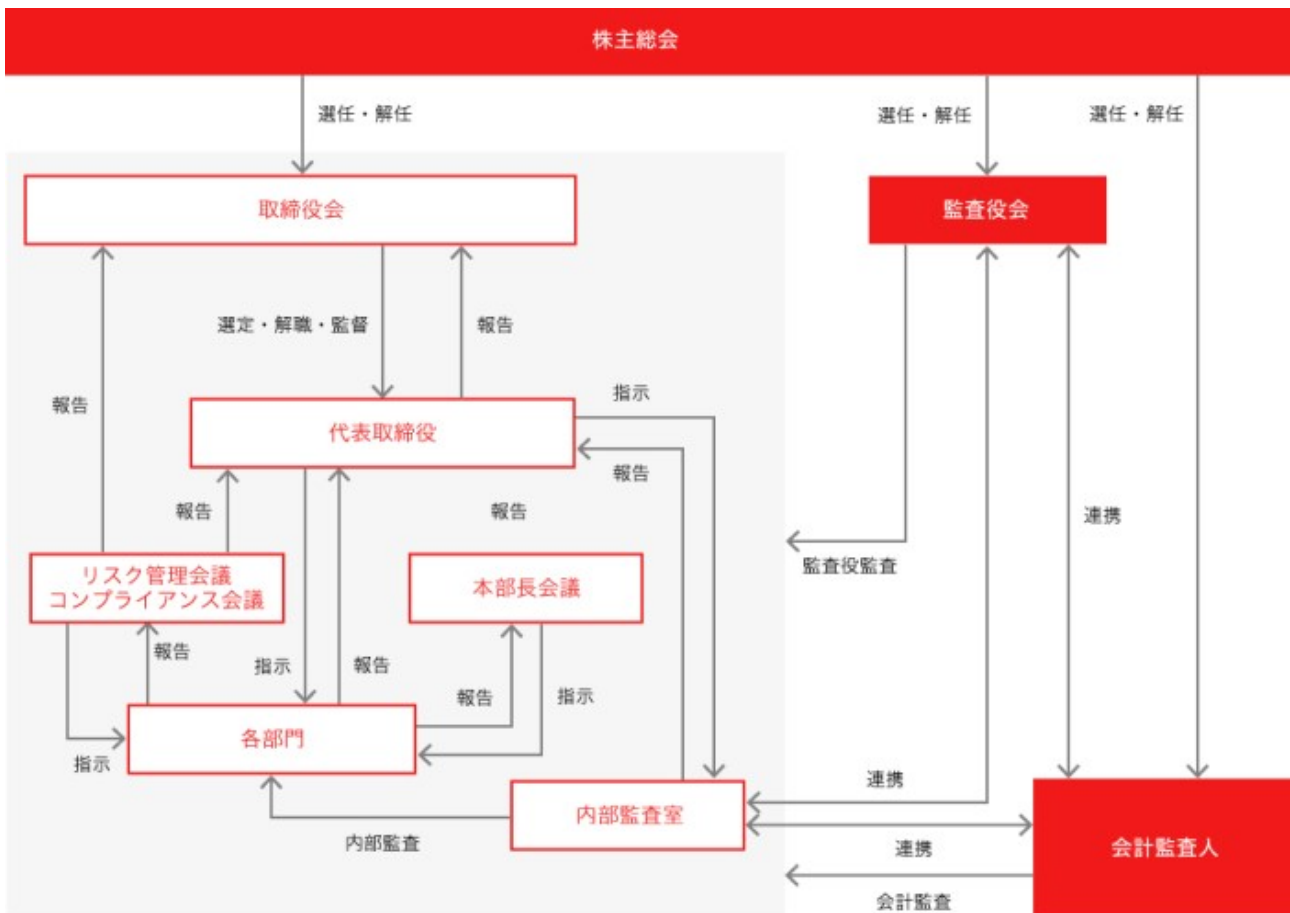 株主総会
選任・解任
選任・解任
選任・解任
取締役会
監査役会
選定・解職・監督
報告
報告
指示
代表取締役
報告
報告
報告
連携
リスク管理会議
コンプライアンス会議
本部長会議
監査役監査
報告
指示
報告
報告
指示
各部門
指示
連携
内部監査室
内部監査
連携
会計監査人
会計監査